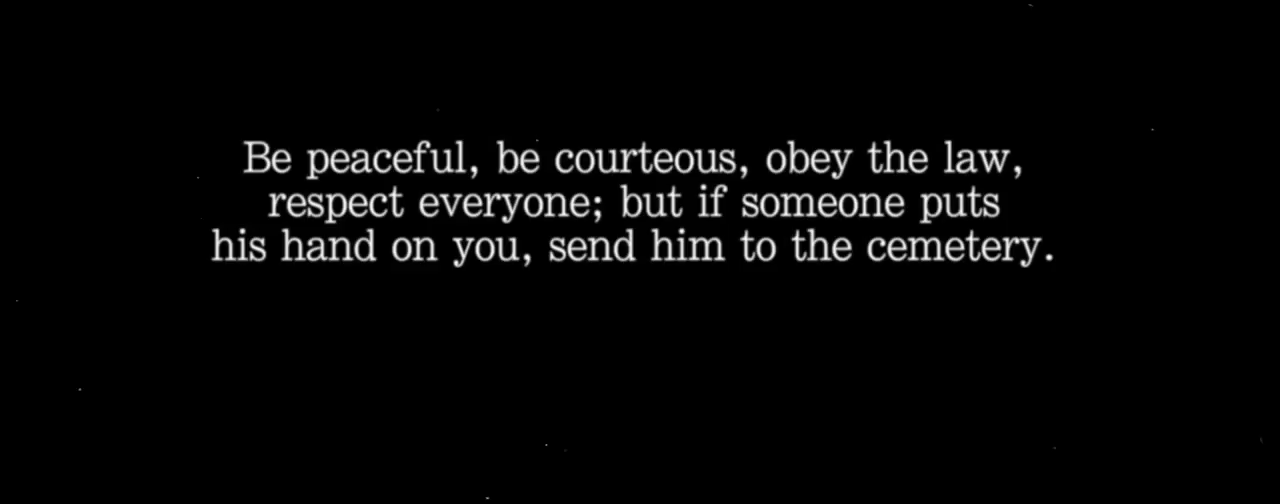 Be peaceful, be courteous, obey the law,
respect everyone; but if someone puts
his hand on you, send him to the cemetery.